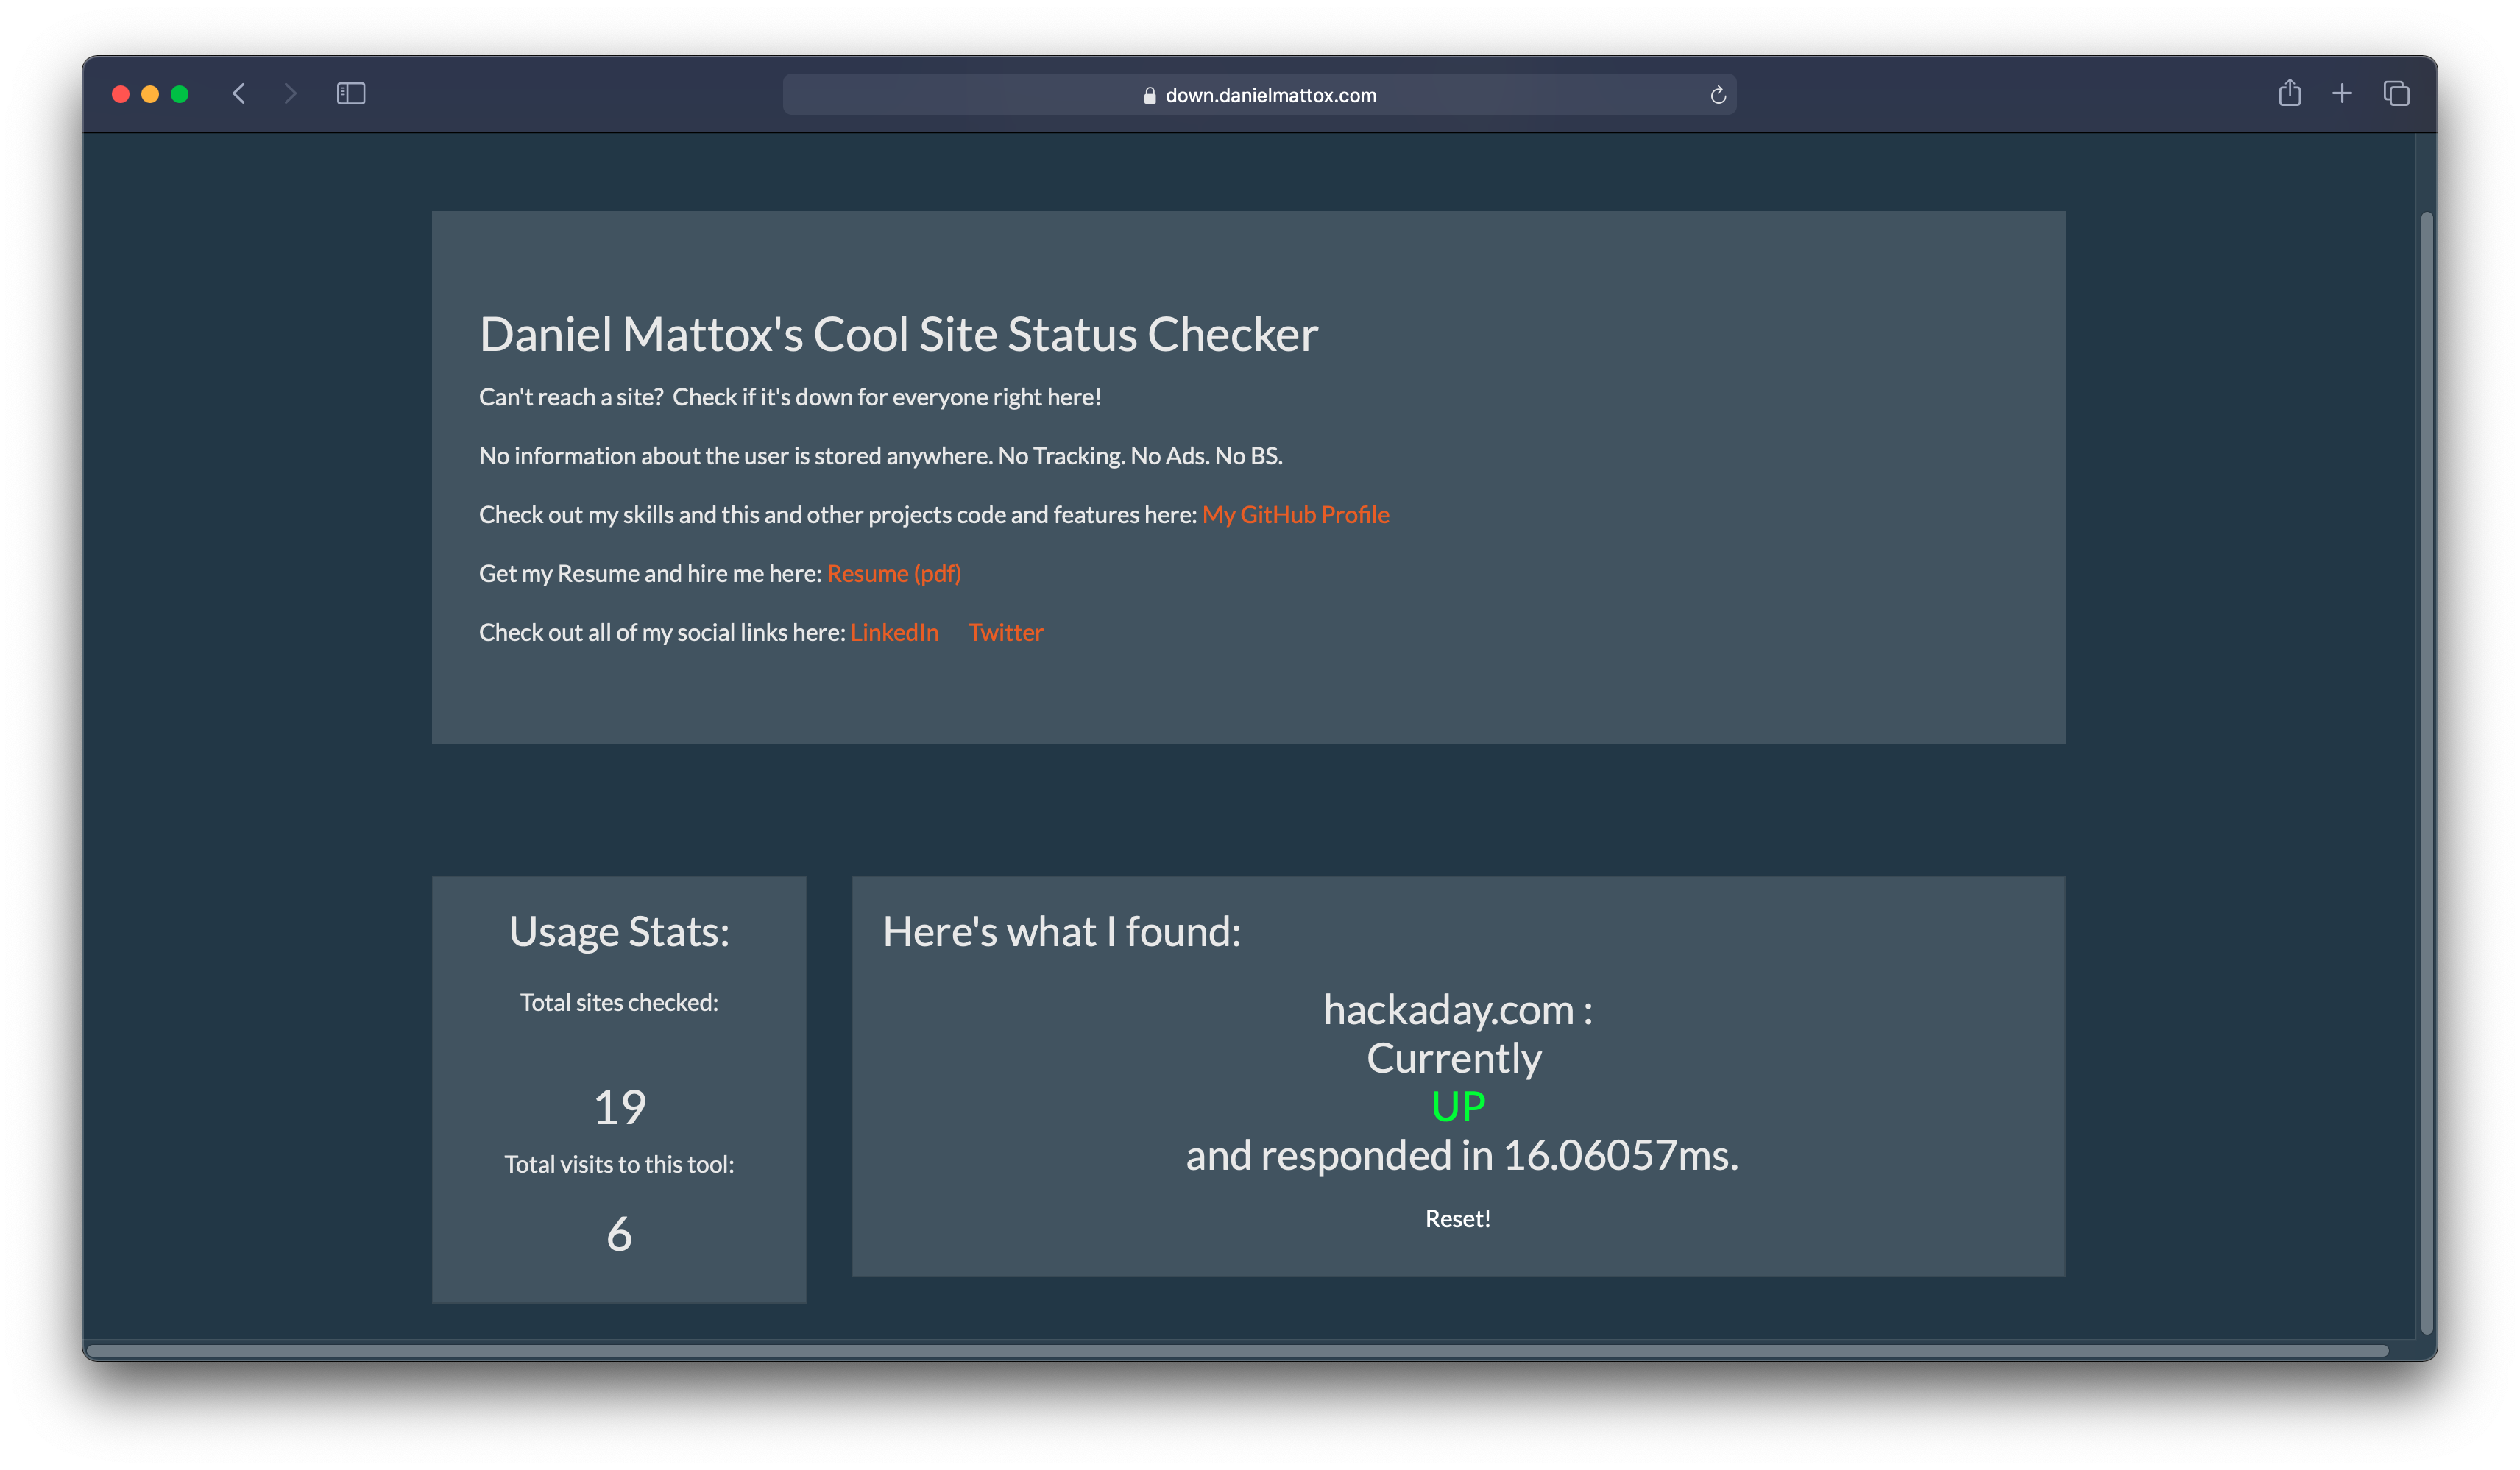 down.danielmattox.com
Daniel Mattox's Cool Site Status Checker
Can't reach a site?  Check if it's down for everyone right here!
No information about the user is stored anywhere. No Tracking. No Ads. No BS.
Check out my skills and this and other projects code and features here: My GitHub Profile
Get my Resume and hire me here: Resume (pdf)
Check out all of my social links here: LinkedIn Twitter
Usage Stats:
Total sites checked:
19
Total visits to this tool:
6
Here's what I found:
hackaday.com :
Currently
UP
and responded in 16.06057ms.
Reset!